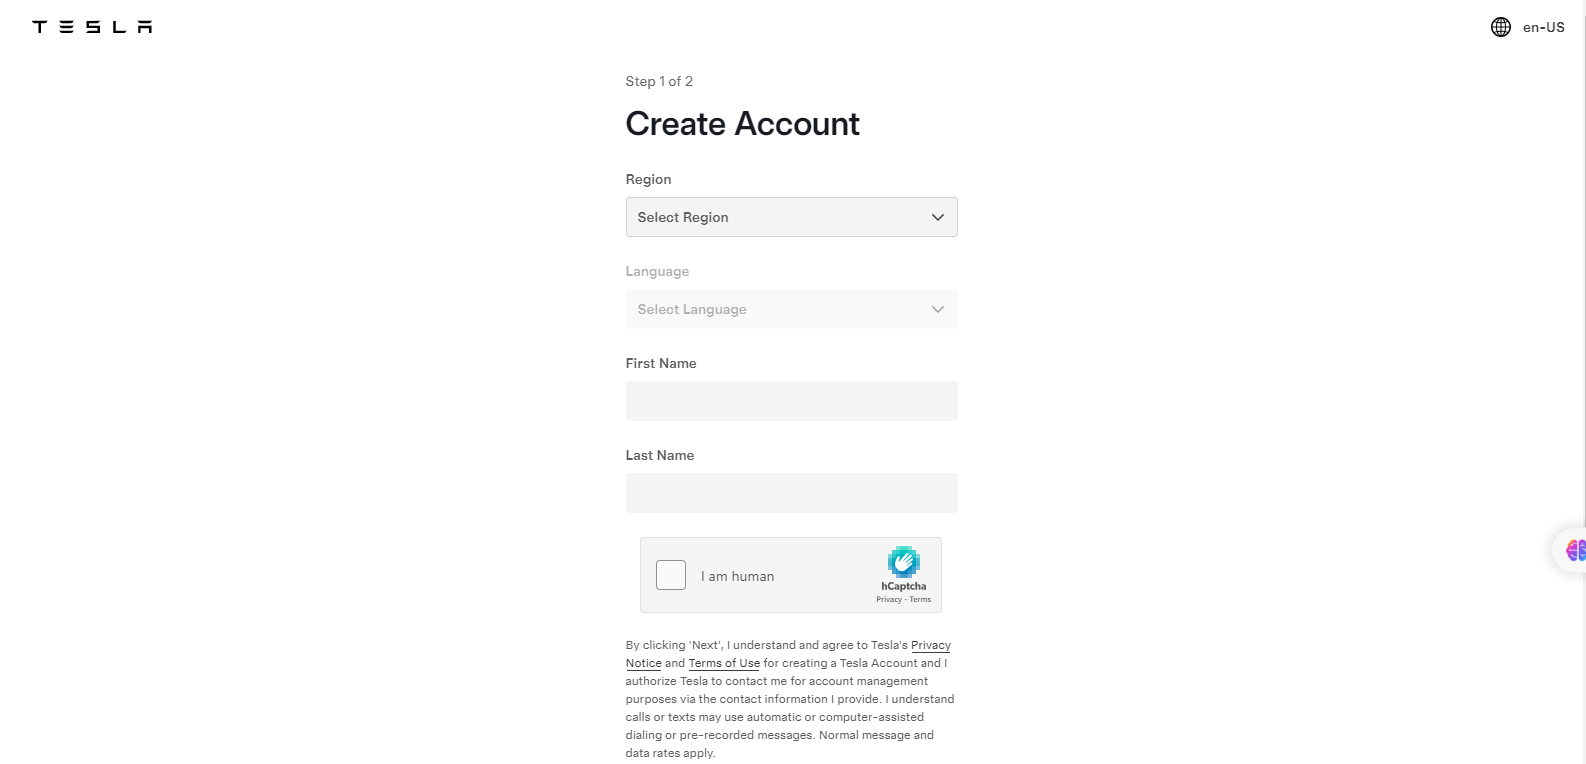 TESLA
en-US
Step 1 of 2
Create Account
Region
Select Region
Language
Select Language
First Name
Last Name
I am human
hCaptcha
Privacy - Terms
By clicking 'Next', I understand and agree to Tesla's Privacy
Notice and Terms of Use for creating a Tesla Account and I
authorize Tesla to contact me for account management
purposes via the contact information I provide. I understand
calls or texts may use automatic or computer-assisted
dialing or pre-recorded messages. Normal message and
data rates apply.